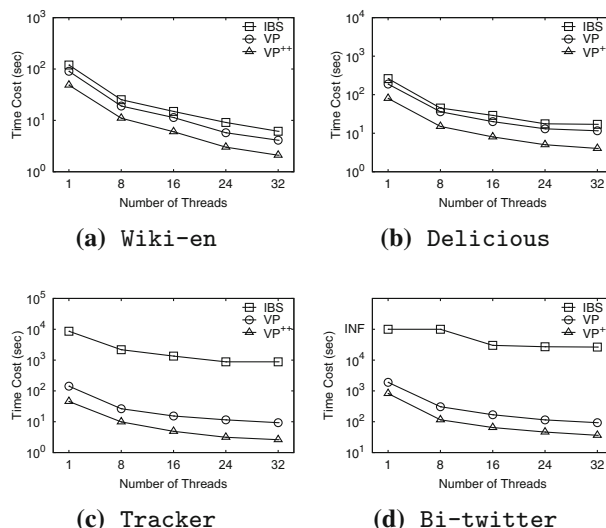 10³
10²
10¹
10⁰
Time Cost (sec)
IBS
VP
VP⁺⁺
1 8 16 24 32
Number of Threads
(a) Wiki-en
10⁴
10³
10²
10¹
10⁰
Time Cost (sec)
IBS
VP
VP⁺
1 8 16 24 32
Number of Threads
(b) Delicious
10⁵
10⁴
10³
10²
10¹
10⁰
Time Cost (sec)
IBS
VP
VP⁺⁺
1 8 16 24 32
Number of Threads
(c) Tracker
INF
10⁴
10³
10²
10¹
Time Cost (sec)
IBS
VP
VP⁺
1 8 16 24 32
Number of Threads
(d) Bi-twitter